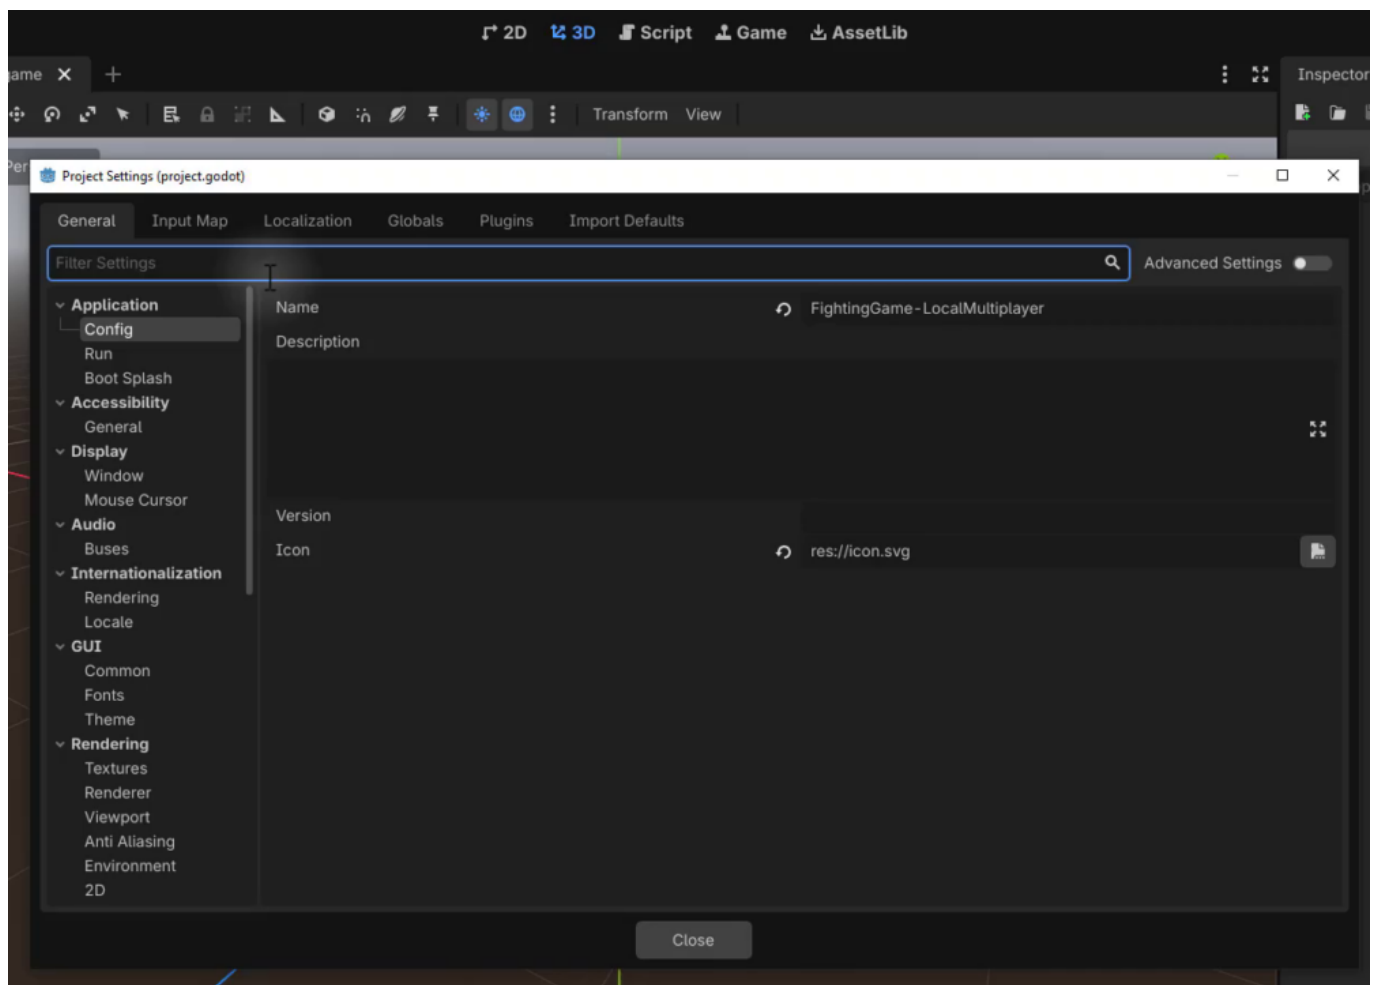 2D 3D Script Game AssetLib
game
Inspector
Transform View
Per
Project Settings (project.godot)
General Input Map Localization Globals Plugins Import Defaults
Filter Settings
Advanced Settings
Application
Config
Run
Boot Splash
Accessibility
General
Display
Window
Mouse Cursor
Audio
Buses
Internationalization
Rendering
Locale
GUI
Common
Fonts
Theme
Rendering
Textures
Renderer
Viewport
Anti Aliasing
Environment
2D
Name FightingGame-LocalMultiplayer
Description
Version
Icon res://icon.svg
Close